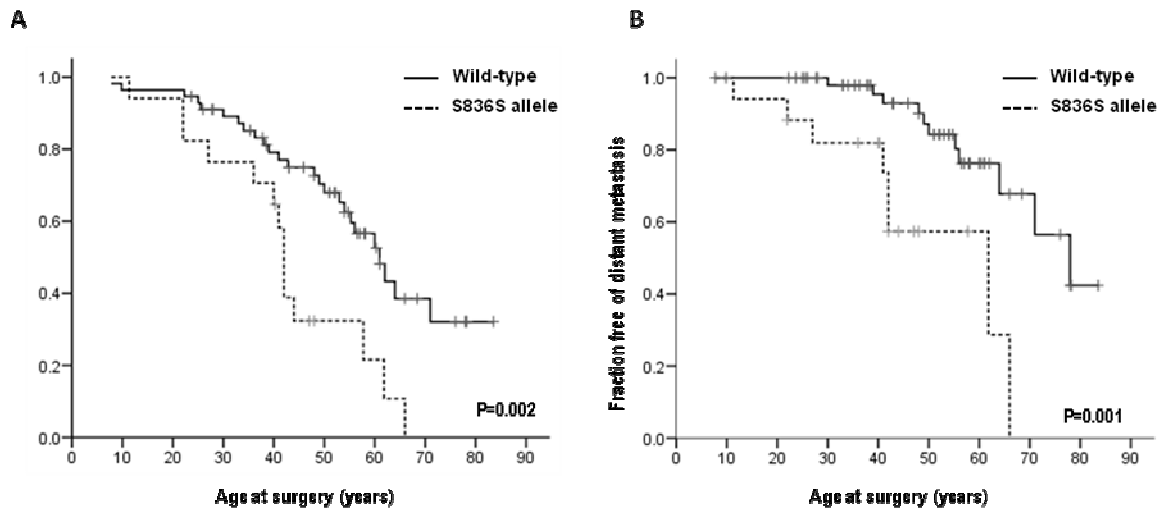 A
1.0
0.8
0.6
0.4
0.2
0.0
0 10 20 30 40 50 60 70 80 90
Wild-type
S836S allele
P=0.002
Age at surgery (years)
B
Fraction free of distant metastasis
1.0
0.8
0.6
0.4
0.2
0.0
0 10 20 30 40 50 60 70 80 90
Wild-type
S836S allele
P=0.001
Age at surgery (years)